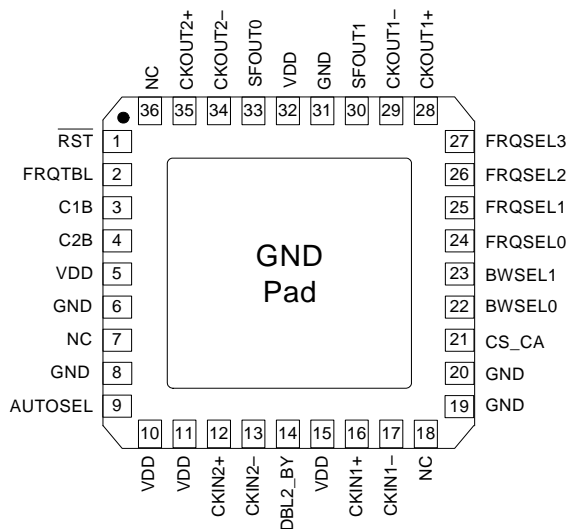 NC
CKOUT2+
CKOUT2–
SFOUT0
VDD
GND
SFOUT1
CKOUT1–
CKOUT1+
36 35 34 33 32 31 30 29 28
RST 1
FRQTBL 2
C1B 3
C2B 4
VDD 5
GND 6
NC 7
GND 8
AUTOSEL 9
GND
Pad
27 FRQSEL3
26 FRQSEL2
25 FRQSEL1
24 FRQSEL0
23 BWSEL1
22 BWSEL0
21 CS_CA
20 GND
19 GND
10 11 12 13 14 15 16 17 18
VDD
VDD
CKIN2+
CKIN2–
DBL2_BY
VDD
CKIN1+
CKIN1–
NC